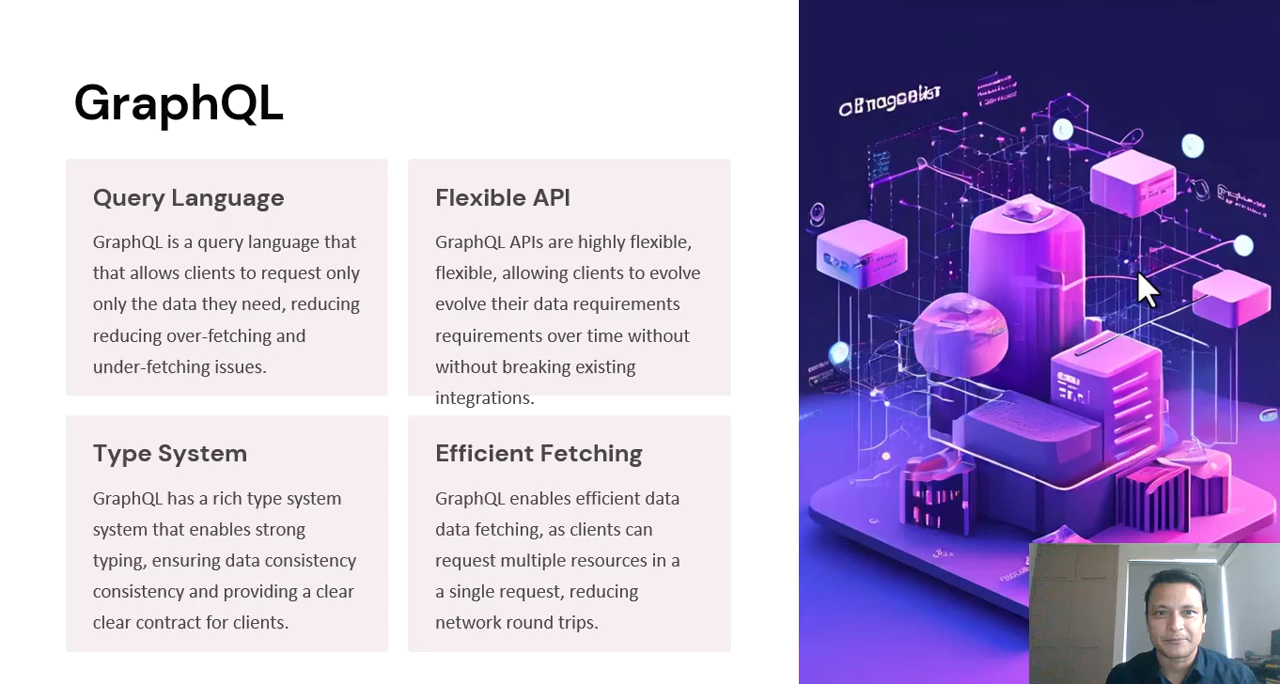 GraphQL
Query Language
GraphQL is a query language that
that allows clients to request only
only the data they need, reducing
reducing over-fetching and
under-fetching issues.
Flexible API
GraphQL APIs are highly flexible,
flexible, allowing clients to evolve
evolve their data requirements
requirements over time without
without breaking existing
integrations.
Type System
GraphQL has a rich type system
system that enables strong
typing, ensuring data consistency
consistency and providing a clear
clear contract for clients.
Efficient Fetching
GraphQL enables efficient data
data fetching, as clients can
request multiple resources in a
a single request, reducing
network round trips.